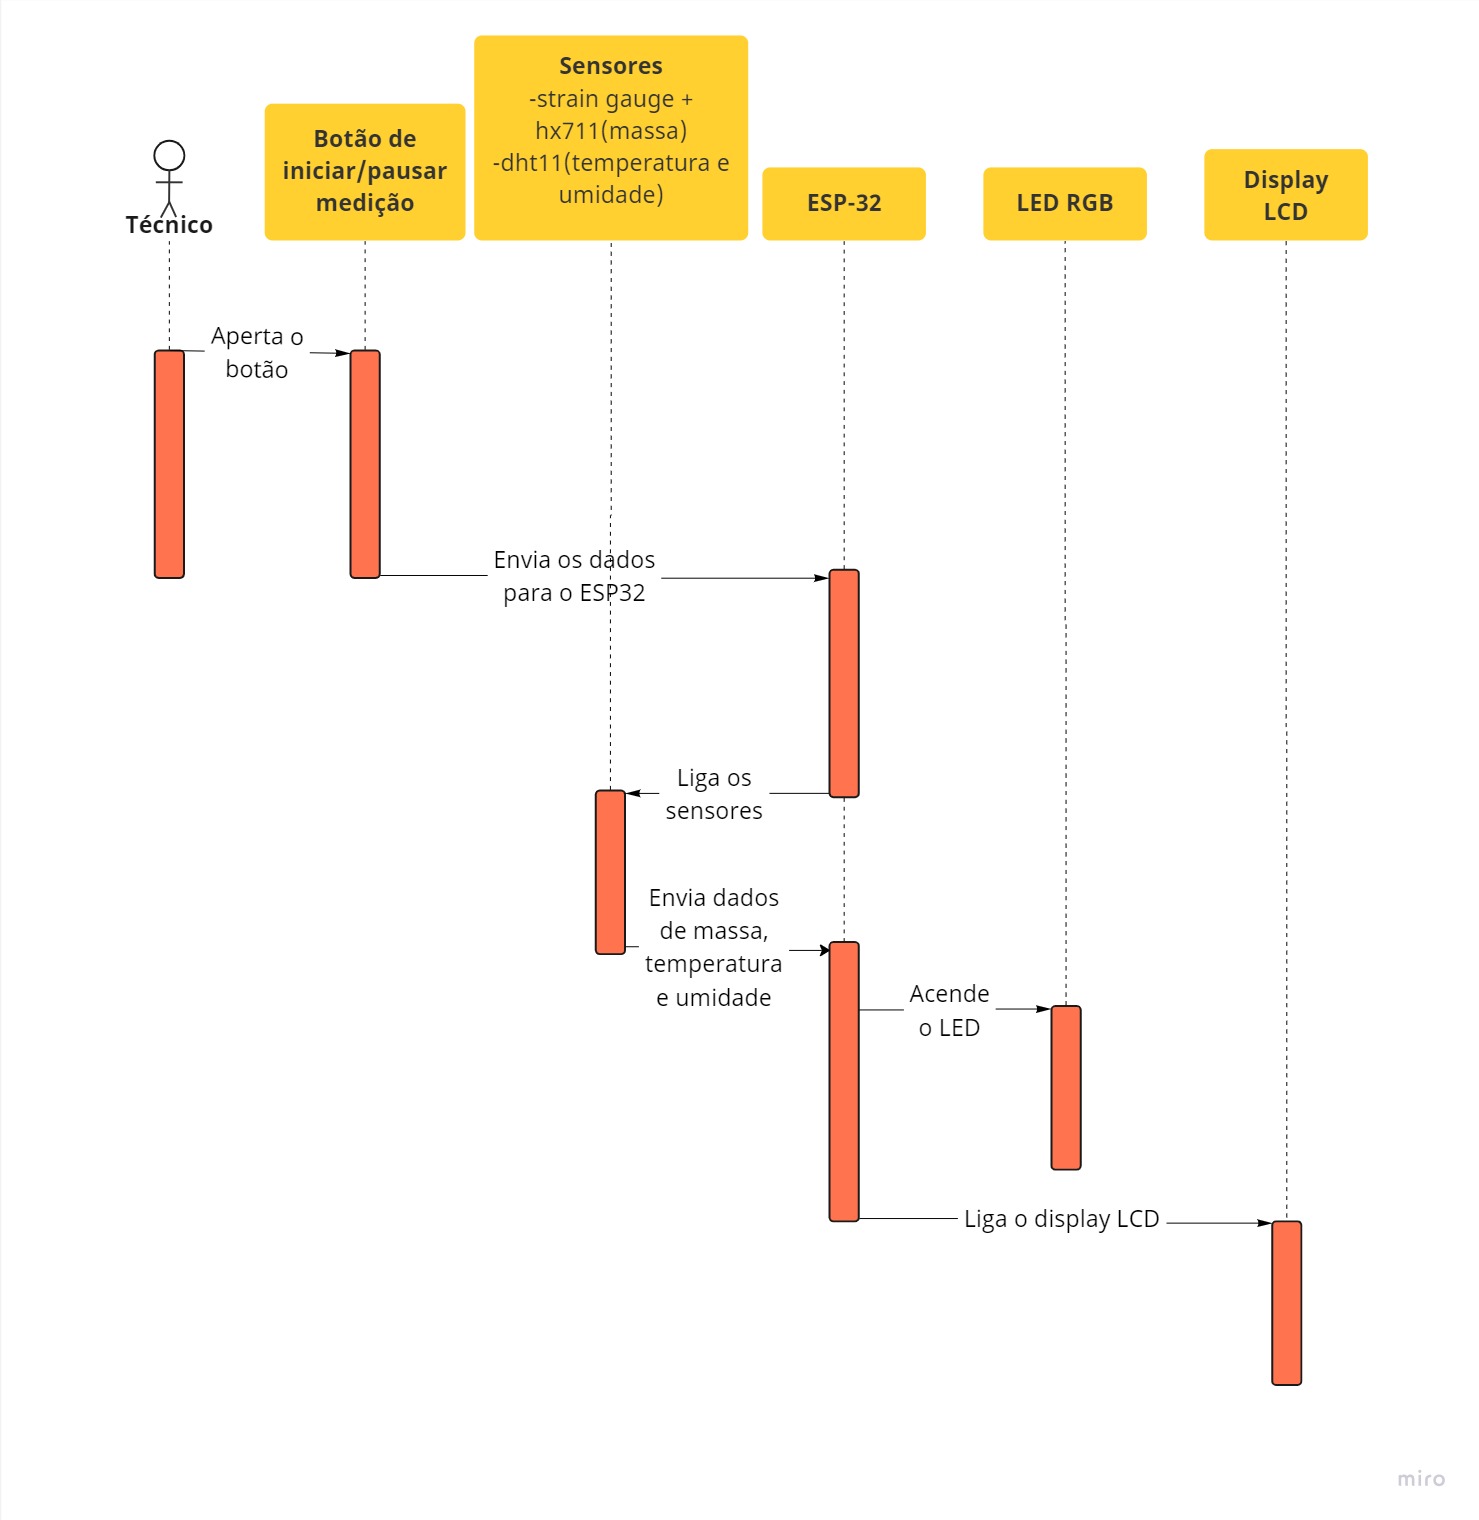 Técnico
Botão de
iniciar/pausar
medição
Sensores
-strain gauge +
hx711(massa)
-dht11(temperatura e
umidade)
ESP-32
LED RGB
Display
LCD
Aperta o
botão
Envia os dados
para o ESP32
Liga os
sensores
Envia dados
de massa,
temperatura
e umidade
Acende
o LED
Liga o display LCD
miro